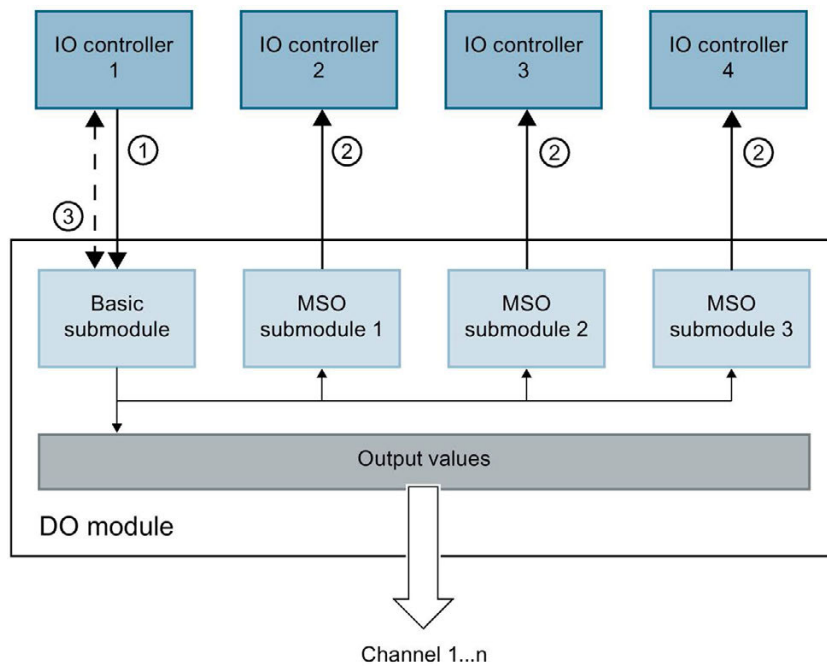 IO controller
1
IO controller
2
IO controller
3
IO controller
4
①
②
②
②
③
Basic
submodule
MSO
submodule 1
MSO
submodule 2
MSO
submodule 3
Output values
DO module
Channel 1...n